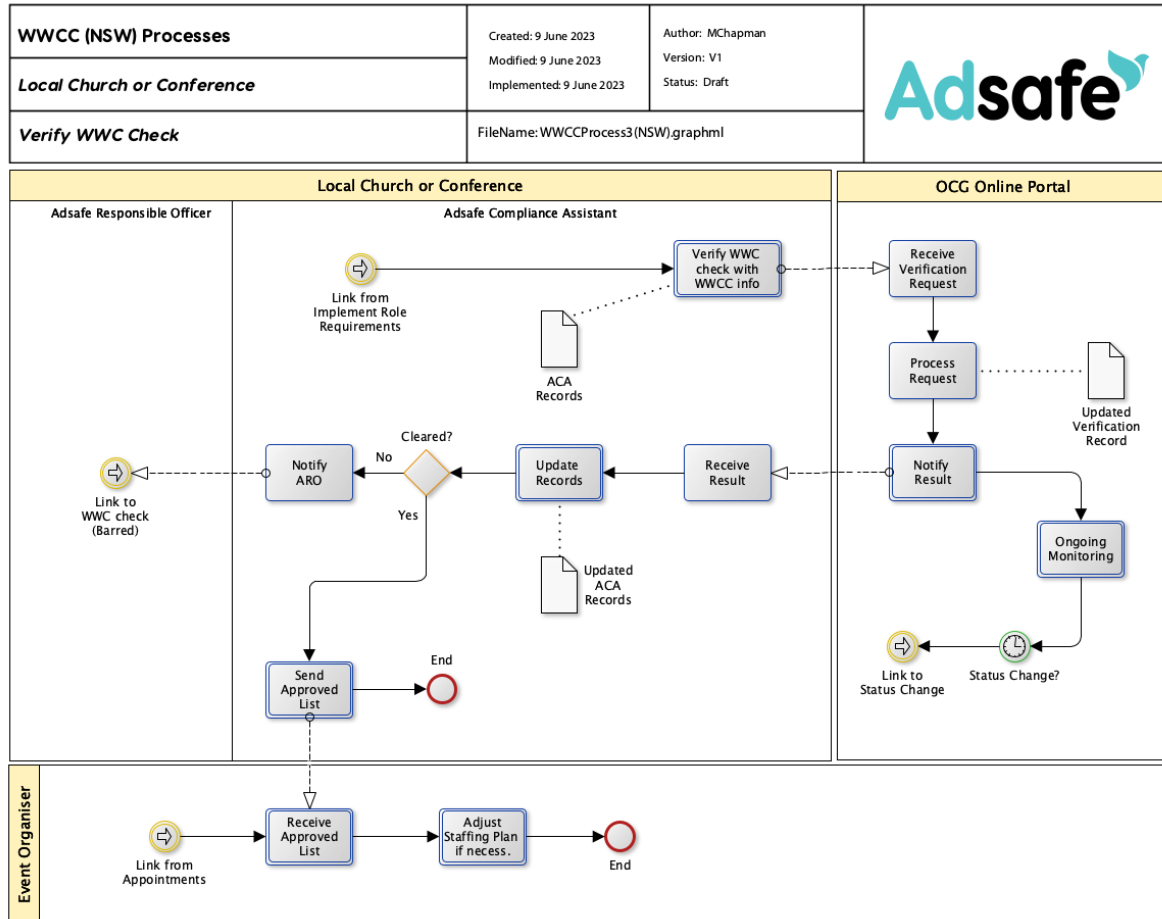 WWCC (NSW) Processes
Local Church or Conference
Verify WWC Check
Created: 9 June 2023
Modified: 9 June 2023
Implemented: 9 June 2023
Author: MChapman
Version: V1
Status: Draft
FileName: WWCCProcess3(NSW).graphml
Adsafe
Local Church or Conference
OCG Online Portal
Adsafe Responsible Officer
Adsafe Compliance Assistant
Link from
Implement Role
Requirements
Verify WWC
check with
WWCC info
Receive
Verification
Request
ACA
Records
Process
Request
Updated
Verification
Record
Link to
WWC check
(Barred)
Notify
ARO
No
Cleared?
Yes
Update
Records
Receive
Result
Notify
Result
Updated
ACA
Records
Ongoing
Monitoring
Link to
Status Change
Status Change?
Send
Approved
List
End
Event Organiser
Link from
Appointments
Receive
Approved
List
Adjust
Staffing Plan
if necess.
End